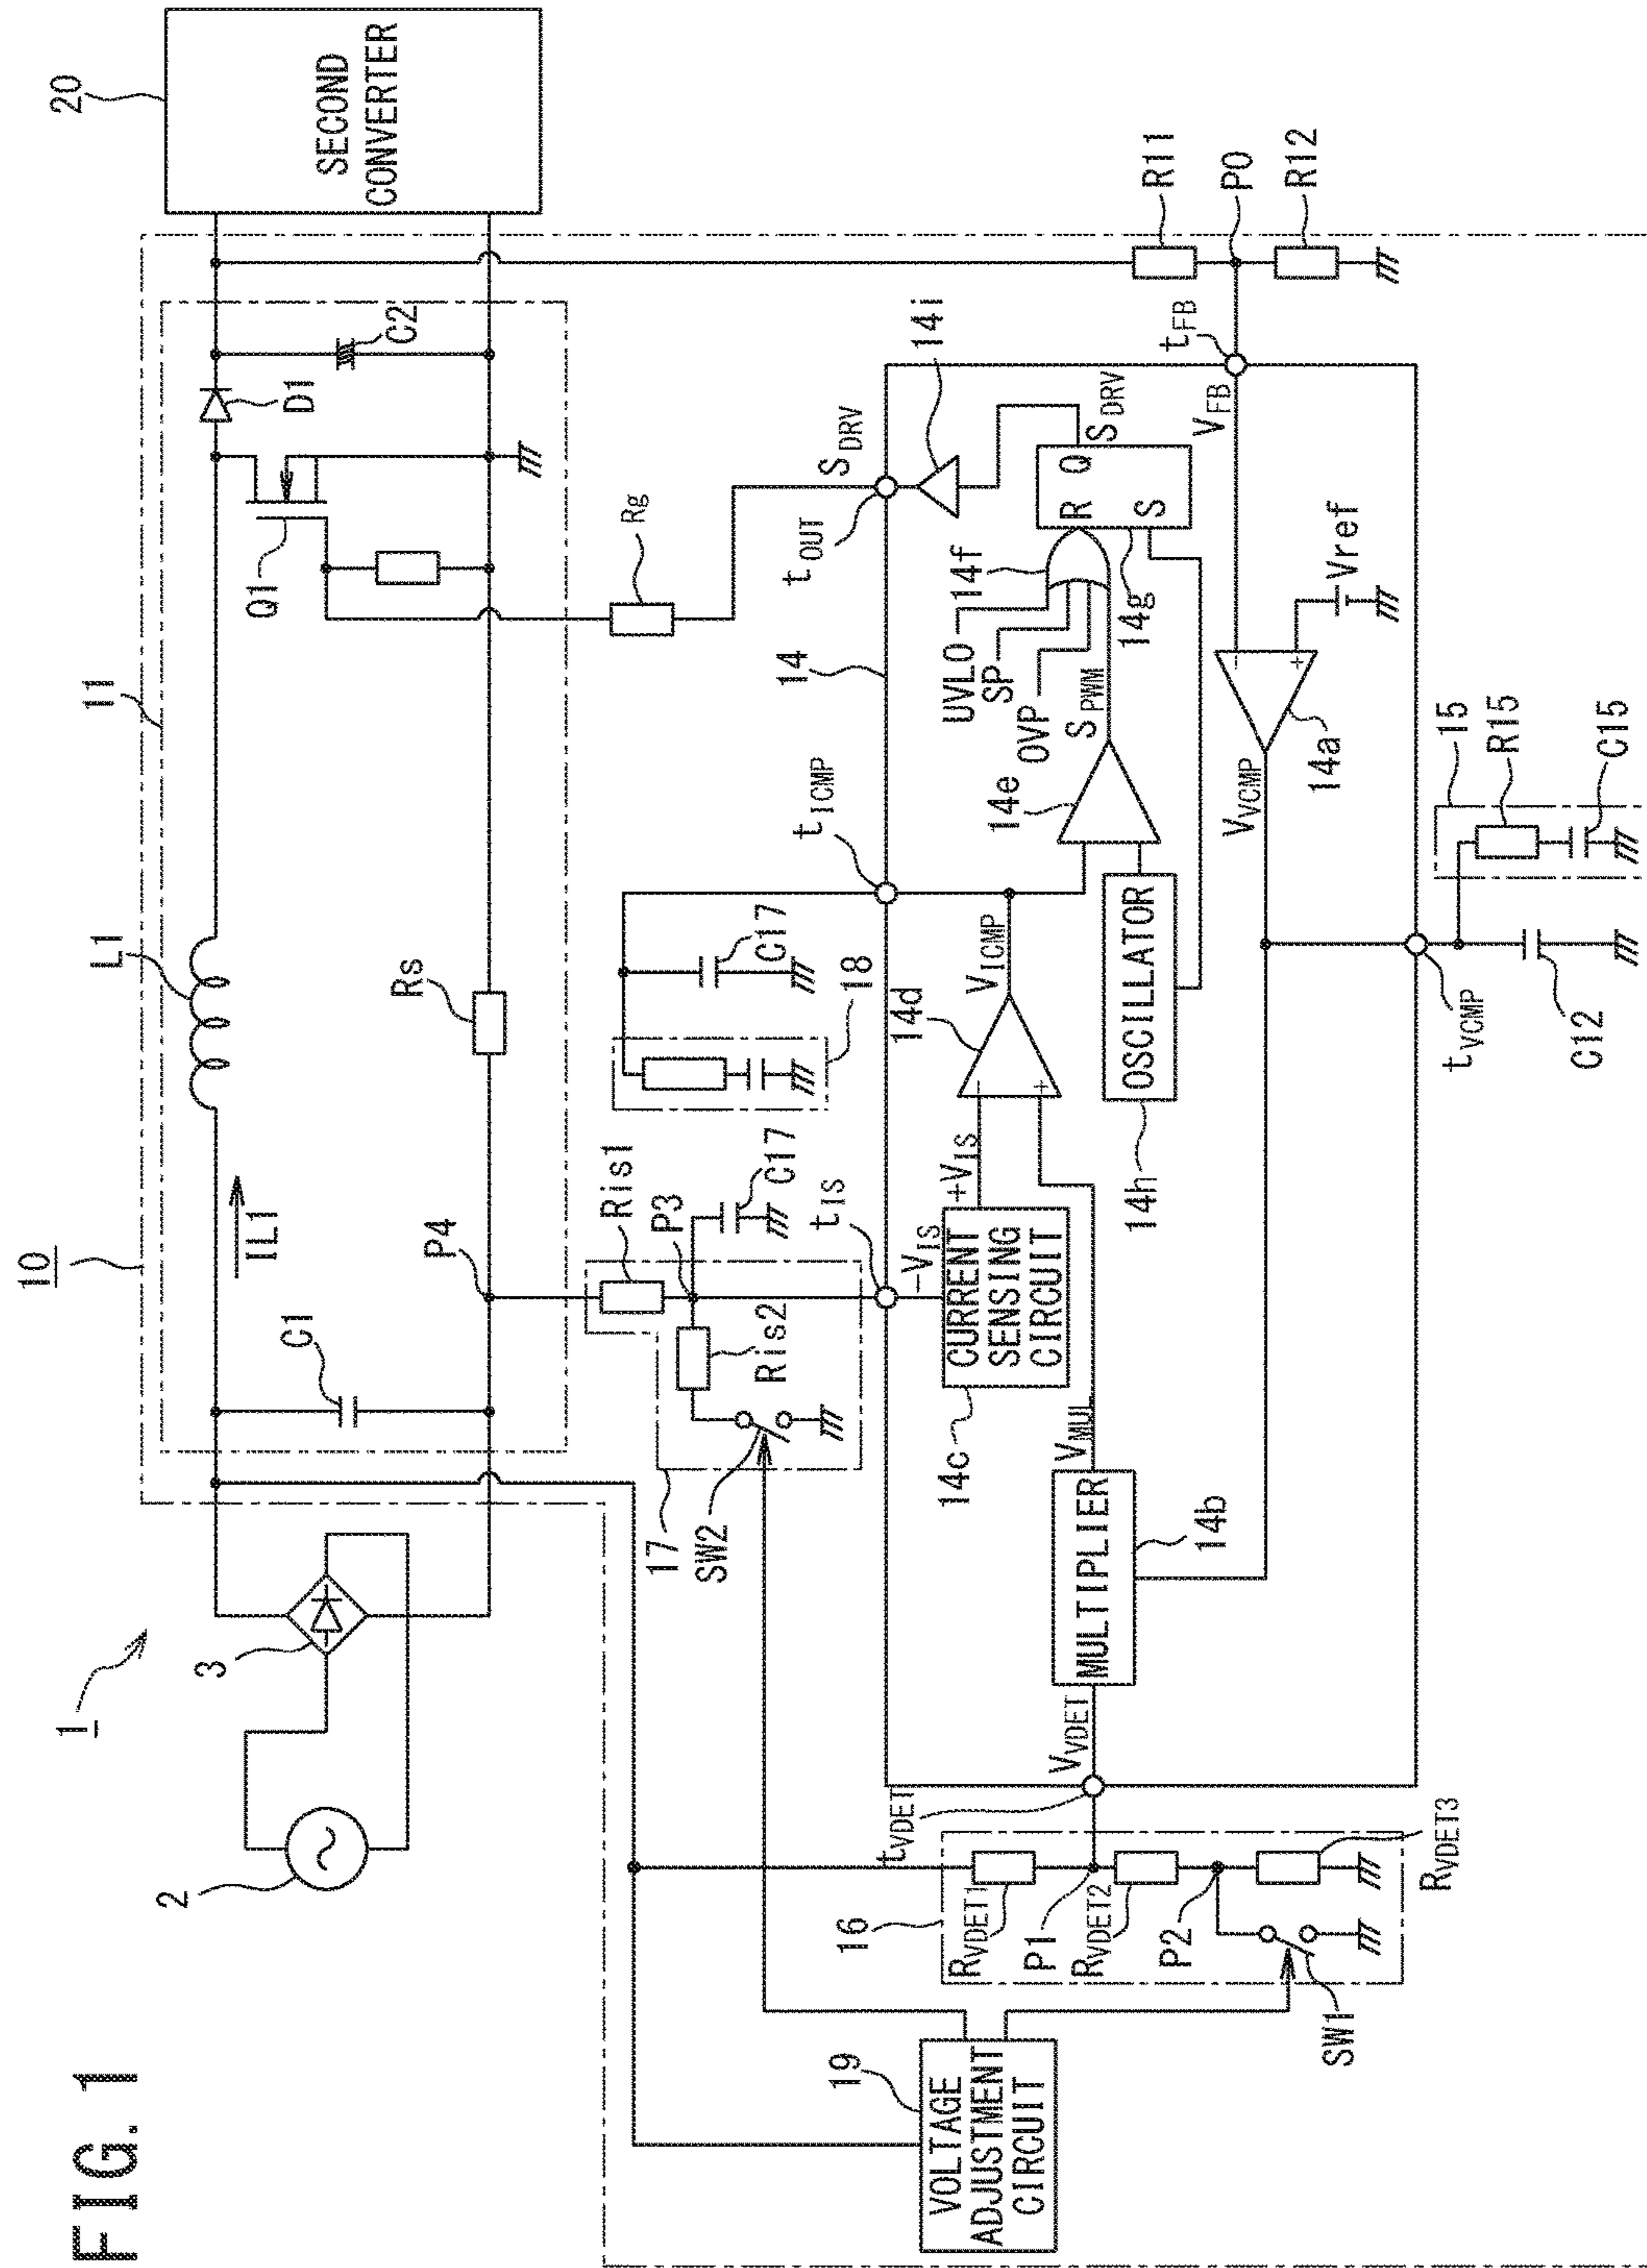 FIG. 1
1
2
3
10
11
20
SECOND
CONVERTER
L1
IL1
C1
P4
Rs
Q1
D1
C2
Rg
Ris1
P3
C17
Ris2
SW2
17
18
C17
tIS
tICMP
tOUT
SDRV
14
14i
R11
P0
R12
tFB
VFB
-VIS
CURRENT
SENSING
CIRCUIT
14c
+VIS
14d
VICMP
14e
SPWM
UVLO
SP
OVP
14f
R
Q
S
SDRV
14g
OSCILLATOR
14h
MULTIPLIER
14b
VMUL
VVDET
tVDET
-
+
-
+
Vref
14a
VVCMP
tVCMP
C12
15
R15
C15
19
VOLTAGE
ADJUSTMENT
CIRCUIT
16
RVDET1
P1
RVDET2
P2
RVDET3
SW1